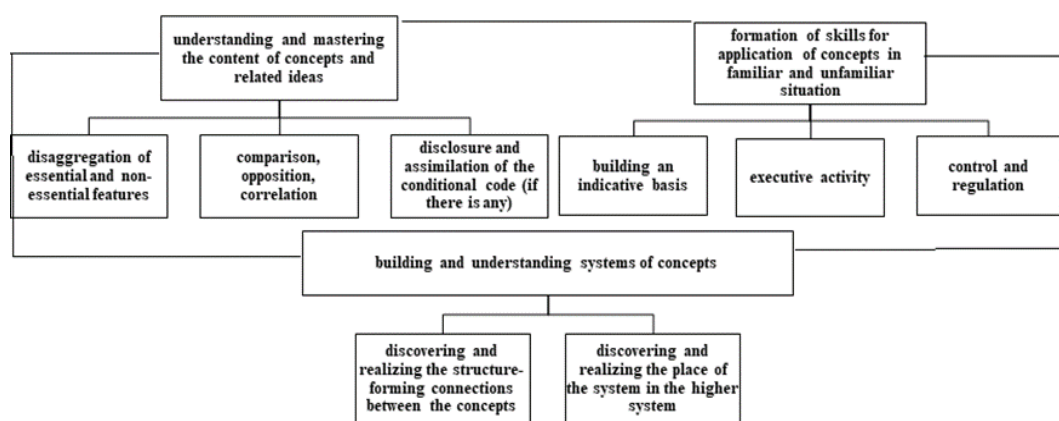 understanding and mastering
the content of concepts and
related ideas
formation of skills for
application of concepts in
familiar and unfamiliar
situation
disaggregation of
essential and non-
essential features
comparison,
opposition,
correlation
disclosure and
assimilation of the
conditional code (if
there is any)
building an
indicative basis
executive activity
control and
regulation
building and understanding systems of concepts
discovering and
realizing the structure-
forming connections
between the concepts
discovering and
realizing the place of
the system in the higher
system